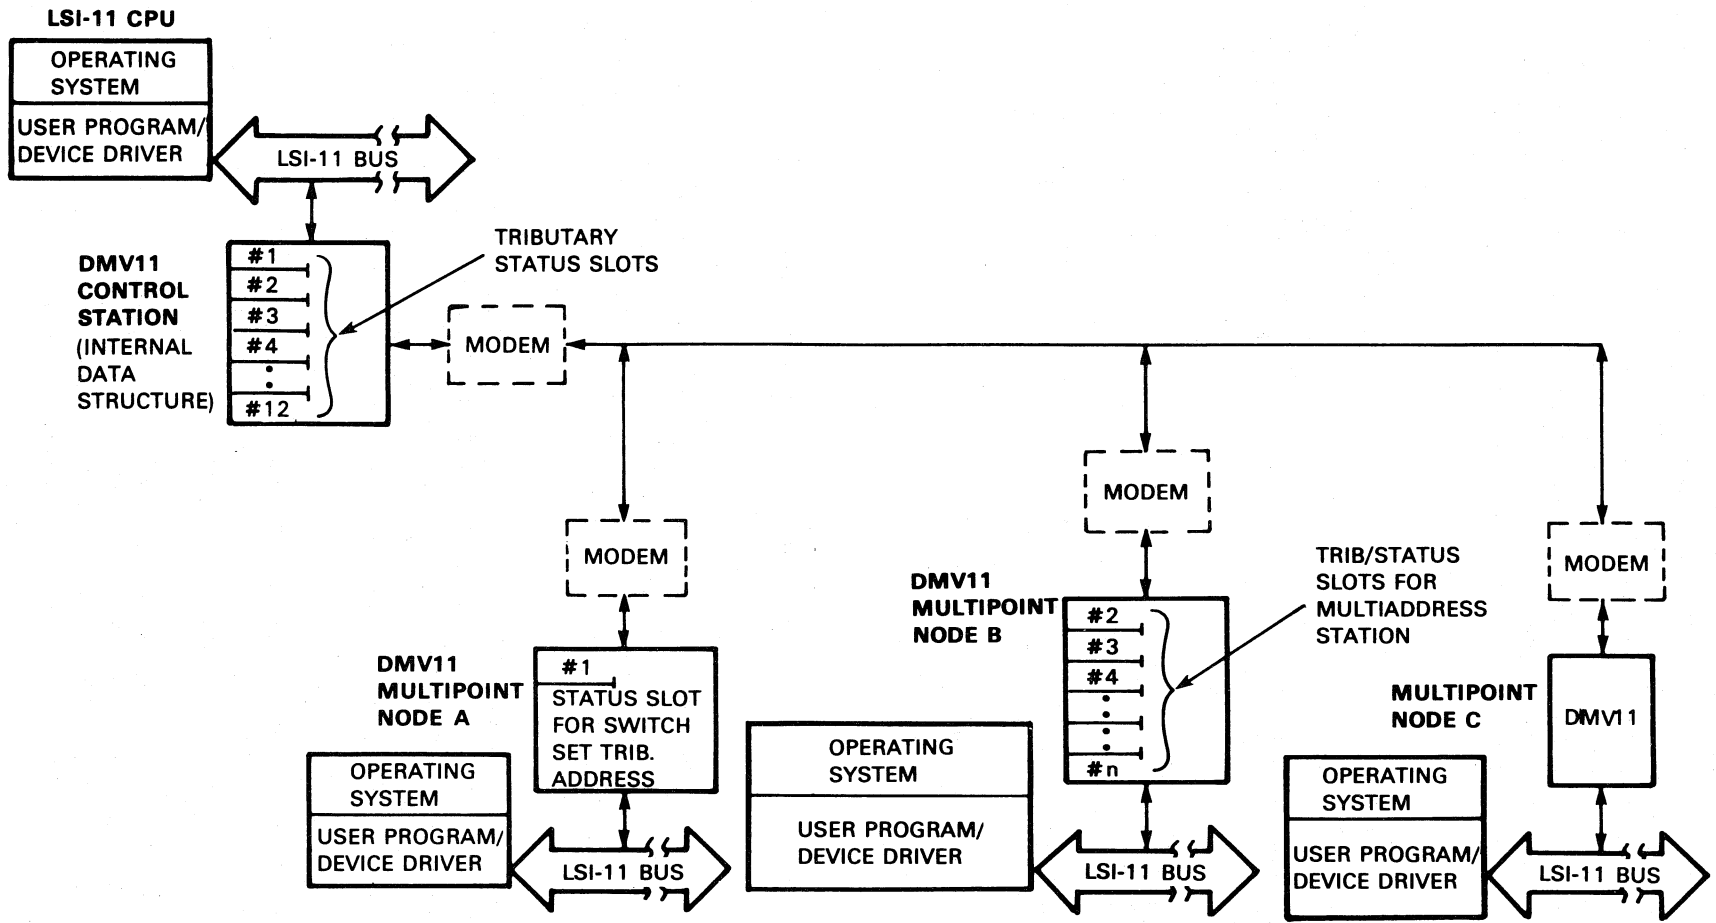 LSI-11 CPU
OPERATING
SYSTEM
USER PROGRAM/
DEVICE DRIVER
LSI-11 BUS
DMV11
CONTROL
STATION
(INTERNAL
DATA
STRUCTURE)
#1
#2
#3
#4
#12
TRIBUTARY
STATUS SLOTS
MODEM
MODEM
DMV11
MULTIPOINT
NODE A
#1
STATUS SLOT
FOR SWITCH
SET TRIB.
ADDRESS
OPERATING
SYSTEM
USER PROGRAM/
DEVICE DRIVER
LSI-11 BUS
MODEM
DMV11
MULTIPOINT
NODE B
#2
#3
#4
#n
TRIB/STATUS
SLOTS FOR
MULTIADDRESS
STATION
OPERATING
SYSTEM
USER PROGRAM/
DEVICE DRIVER
LSI-11 BUS
MODEM
MULTIPOINT
NODE C
DMV11
OPERATING
SYSTEM
USER PROGRAM/
DEVICE DRIVER
LSI-11 BUS